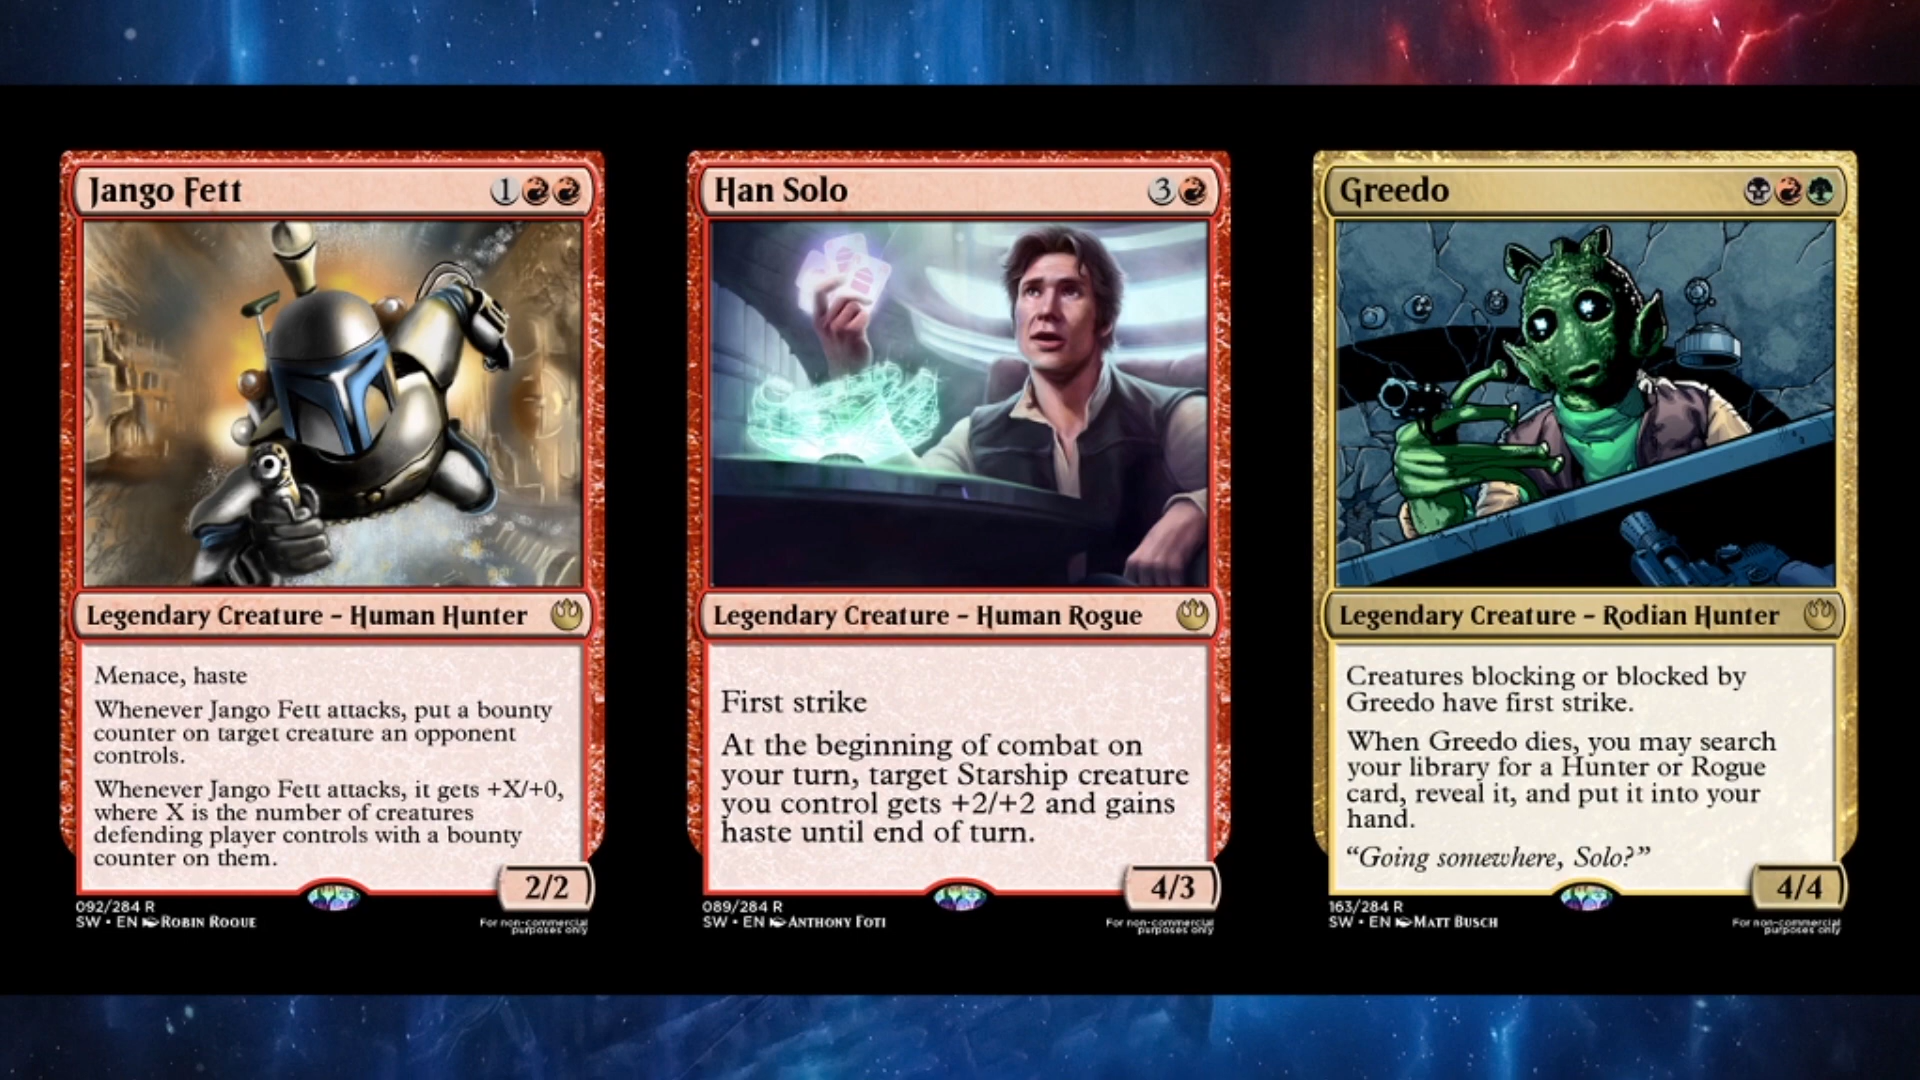 Jango Fett 1
Legendary Creature – Human Hunter
Menace, haste
Whenever Jango Fett attacks, put a bounty
counter on target creature an opponent
controls.
Whenever Jango Fett attacks, it gets +X/+0,
where X is the number of creatures
defending player controls with a bounty
counter on them.
2/2
092/284 R
SW • EN Robin Rogue
For non-commercial
purposes only
Han Solo 3
Legendary Creature – Human Rogue
First strike
At the beginning of combat on
your turn, target Starship creature
you control gets +2/+2 and gains
haste until end of turn.
4/3
089/284 R
SW • EN Anthony Foti
For non-commercial
purposes only
Greedo
Legendary Creature – Rodian Hunter
Creatures blocking or blocked by
Greedo have first strike.
When Greedo dies, you may search
your library for a Hunter or Rogue
card, reveal it, and put it into your
hand.
“Going somewhere, Solo?”
4/4
163/284 R
SW • EN Matt Busch
For non-commercial
purposes only